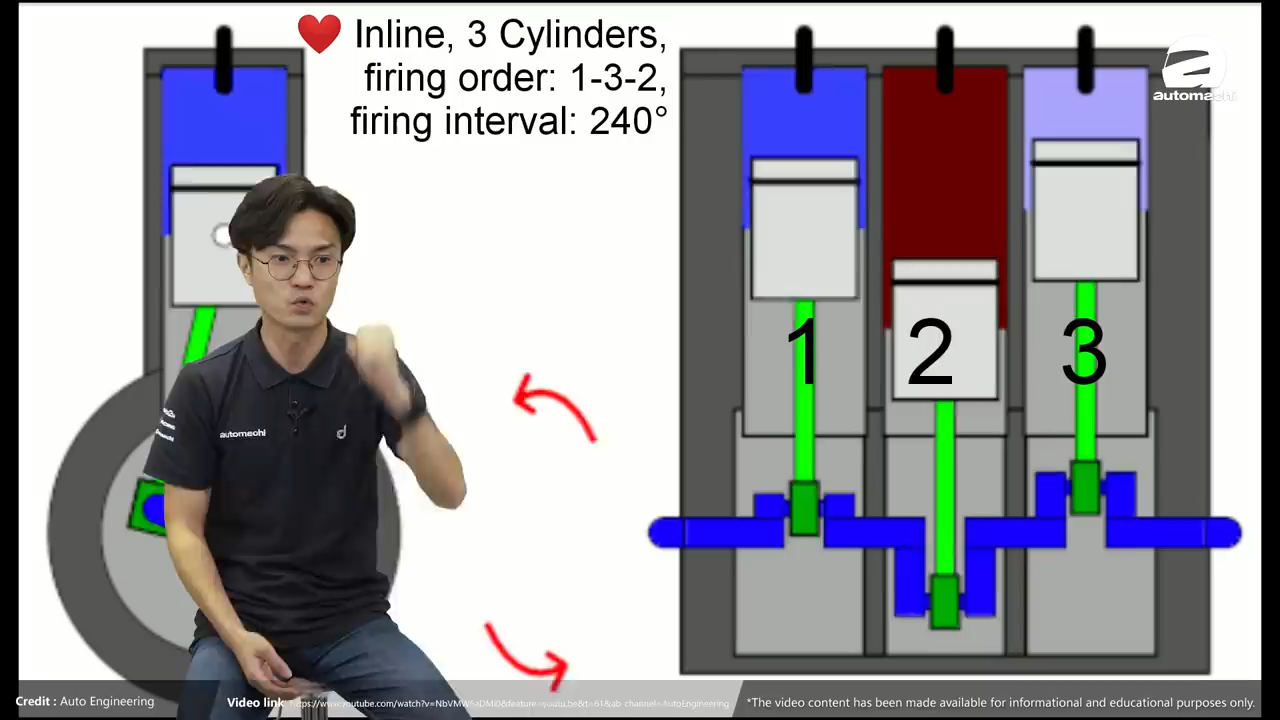 ❤️ Inline, 3 Cylinders,
firing order: 1-3-2,
firing interval: 240°
automachi
1 2 3
automachi d
Credit : Auto Engineering
Video link
*The video content has been made available for informational and educational purposes only.